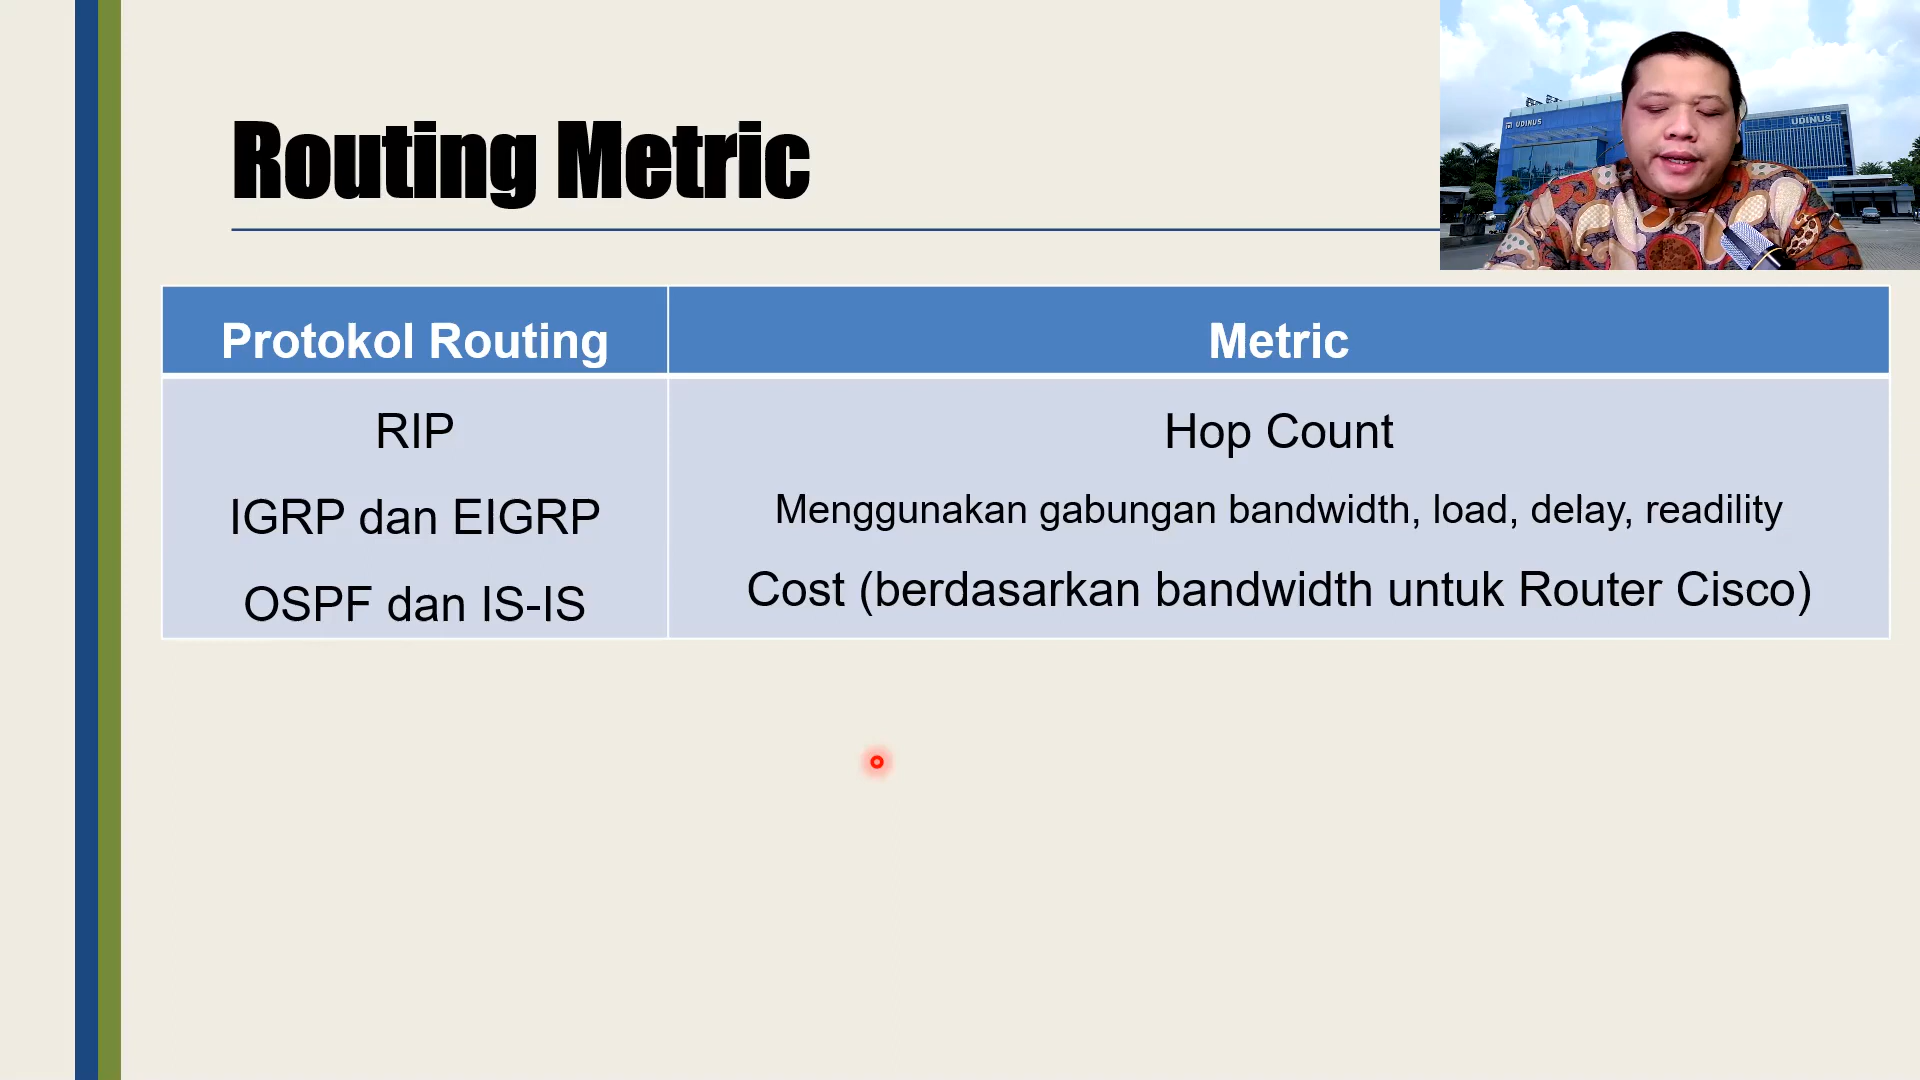 Routing Metric
UDINUS
UDINUS
Protokol Routing
Metric
RIP
Hop Count
IGRP dan EIGRP
Menggunakan gabungan bandwidth, load, delay, readility
OSPF dan IS-IS
Cost (berdasarkan bandwidth untuk Router Cisco)